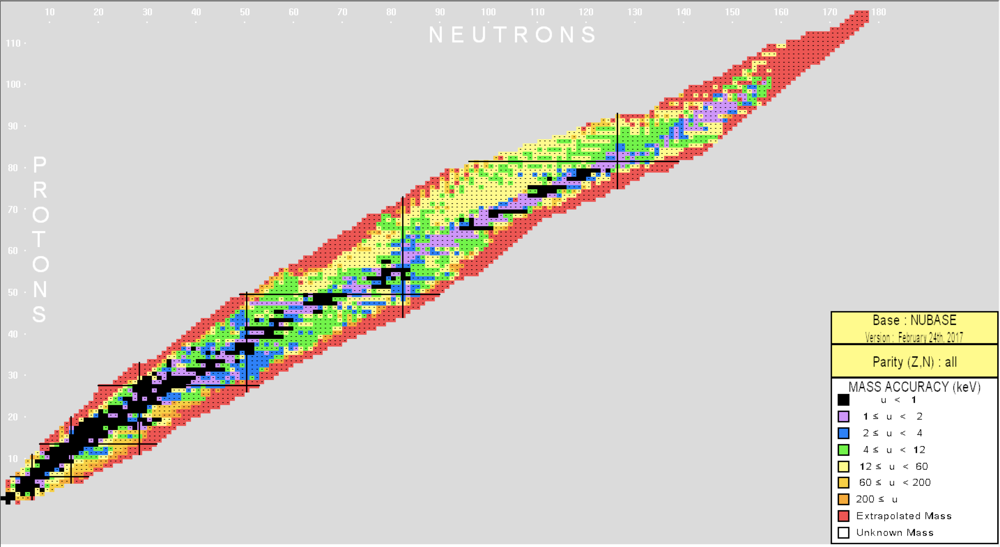 10 20 30 40 50 60 70 80 90 100 110 120 130 140 150 160 170 180
NEUTRONS
110
100
90
80
70
60
50
40
30
20
10
PROTONS
Base : NUBASE
Version : February 24th, 2017
Parity (Z,N) : all
MASS ACCURACY (keV)
u < 1
1 ≤ u < 2
2 ≤ u < 4
4 ≤ u < 12
12 ≤ u < 60
60 ≤ u < 200
200 ≤ u
Extrapolated Mass
Unknown Mass